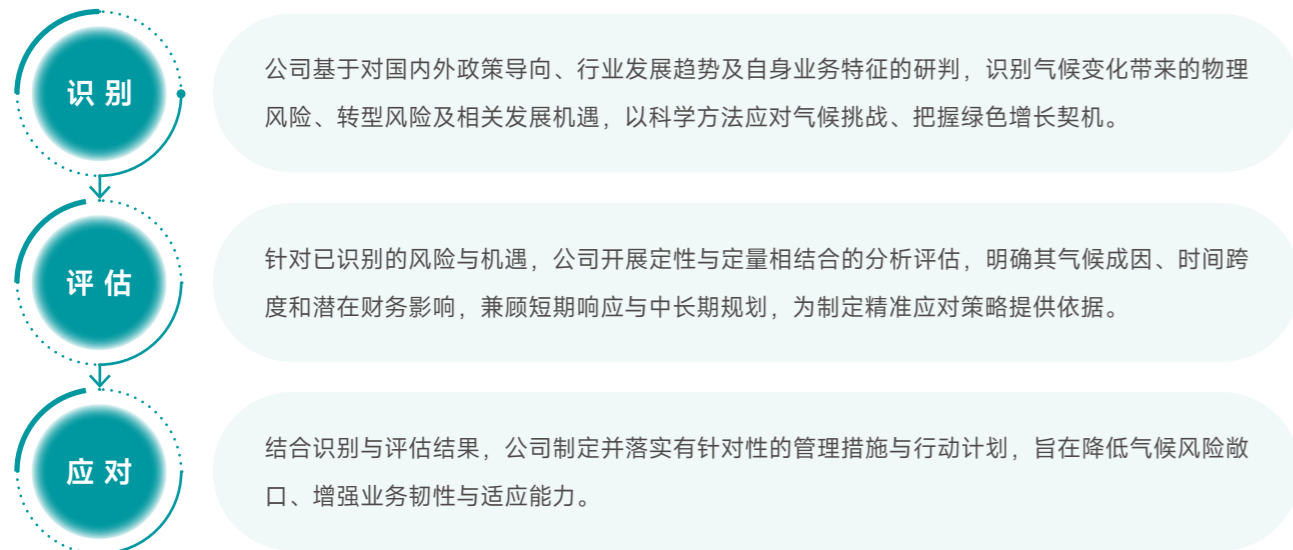 识别
公司基于对国内外政策导向、行业发展趋势及自身业务特征的研判，识别气候变化带来的物理
风险、转型风险及相关发展机遇，以科学方法应对气候挑战、把握绿色增长契机。
评估
针对已识别的风险与机遇，公司开展定性与定量相结合的分析评估，明确其气候成因、时间跨
度和潜在财务影响，兼顾短期响应与中长期规划，为制定精准应对策略提供依据。
应对
结合识别与评估结果，公司制定并落实有针对性的管理措施与行动计划，旨在降低气候风险敞
口、增强业务韧性与适应能力。